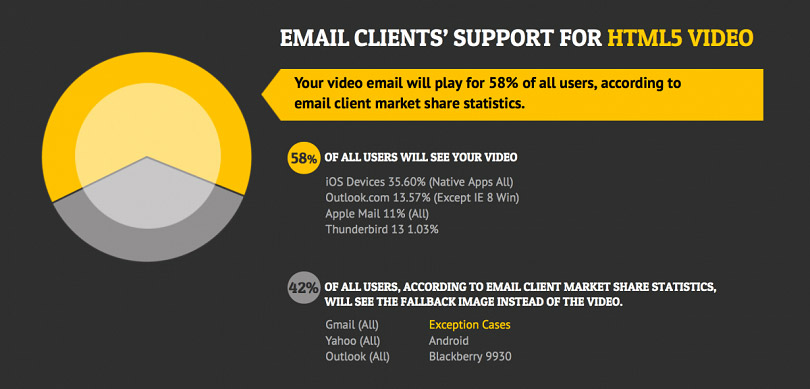 EMAIL CLIENTS' SUPPORT FOR HTML5 VIDEO
Your video email will play for 58% of all users, according to
email client market share statistics.
58% OF ALL USERS WILL SEE YOUR VIDEO
iOS Devices 35.60% (Native Apps All)
Outlook.com 13.57% (Except IE 8 Win)
Apple Mail 11% (All)
Thunderbird 13 1.03%
42% OF ALL USERS, ACCORDING TO EMAIL CLIENT MARKET SHARE STATISTICS,
WILL SEE THE FALLBACK IMAGE INSTEAD OF THE VIDEO.
Gmail (All)
Yahoo (All)
Outlook (All)
Exception Cases
Android
Blackberry 9930